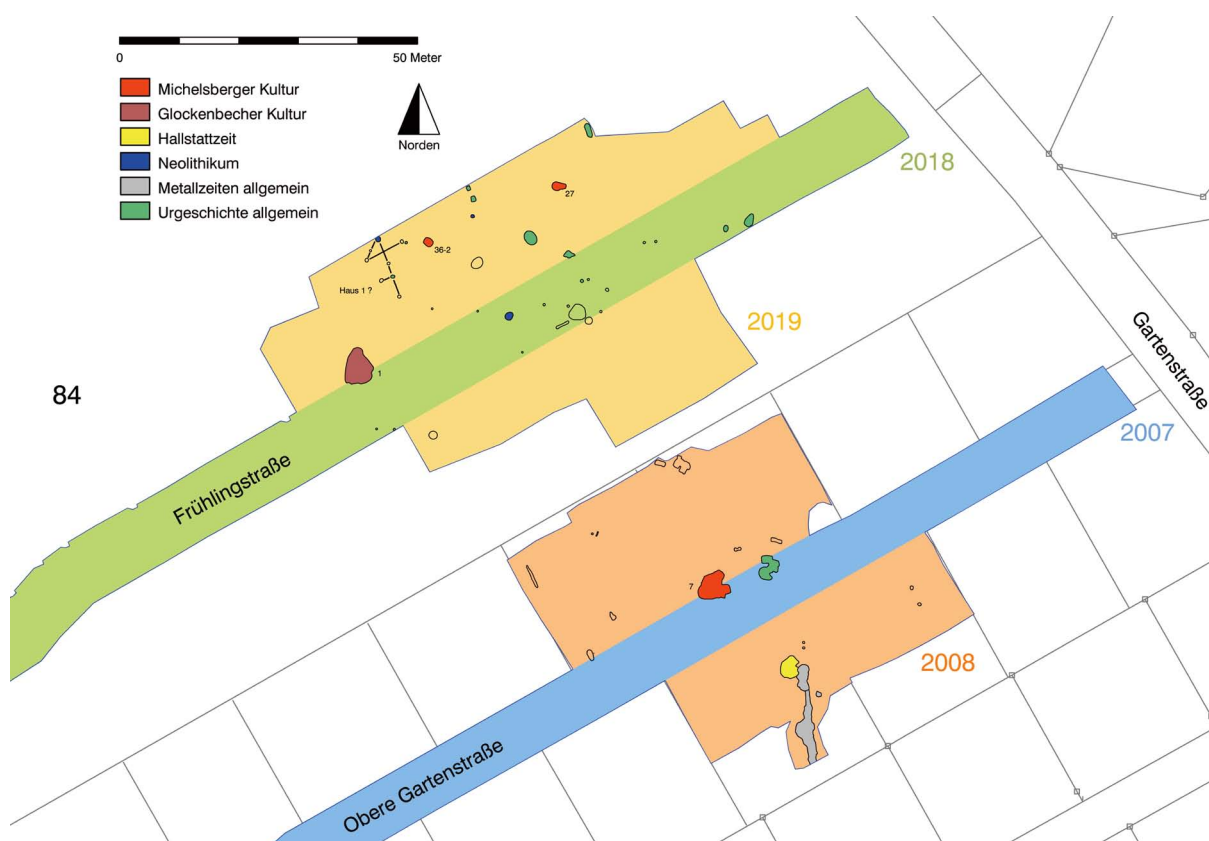 0
50 Meter
Michelsberger Kultur
Glockenbecher Kultur
Hallstattzeit
Neolithikum
Metallzeiten allgemein
Urgeschichte allgemein
Norden
2018
27
36-2
Haus 1 ?
2019
Gartenstraße
1
84
2007
Frühlingstraße
7
2008
Obere Gartenstraße